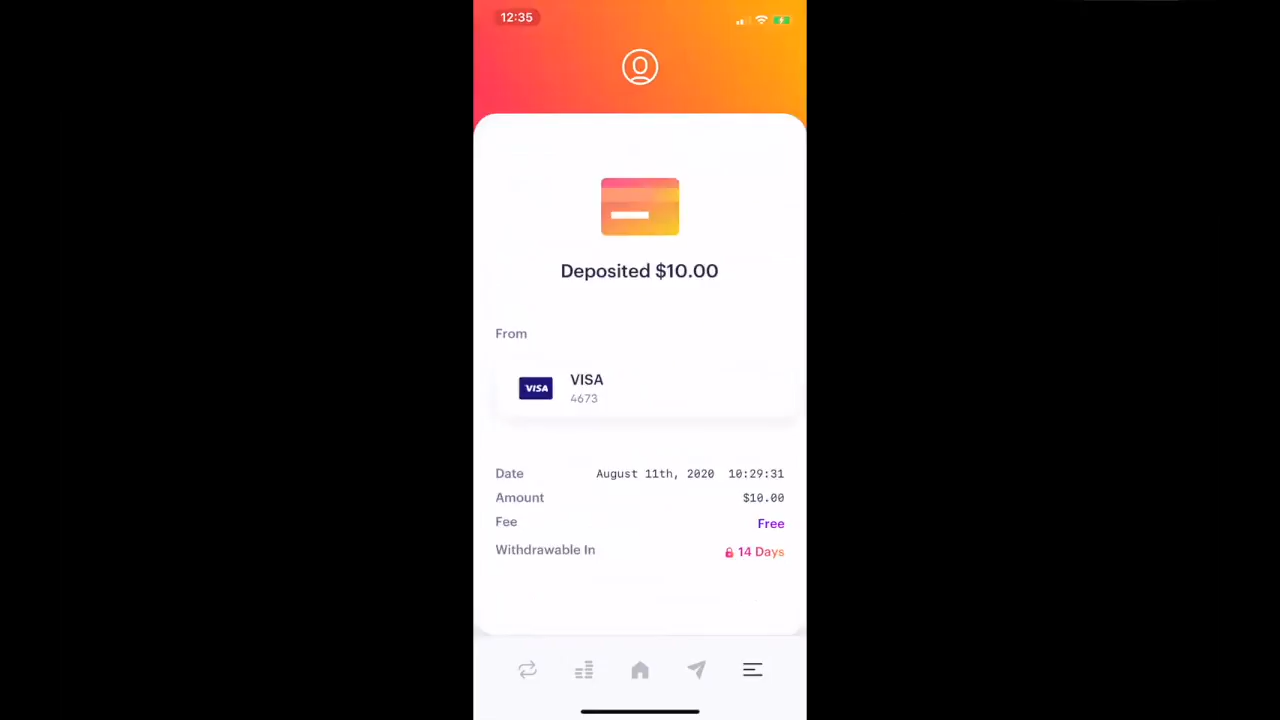 12:35
Deposited $10.00
From
VISA VISA
4673
Date August 11th, 2020 10:29:31
Amount $10.00
Fee Free
Withdrawable In 14 Days